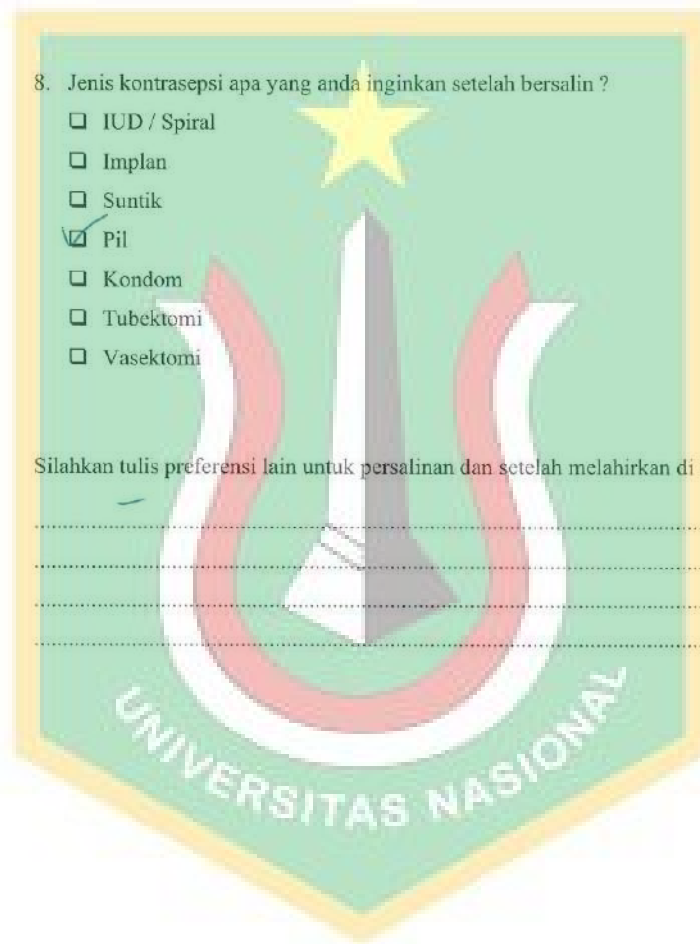 8. Jenis kontrasepsi apa yang anda inginkan setelah bersalin ?
☐ IUD / Spiral
☐ Implan
☐ Suntik
☑ Pil
☐ Kondom
☐ Tubektomi
☐ Vasektomi
Silahkan tulis preferensi lain untuk persalinan dan setelah melahirkan di
UNIVERSITAS NASIONAL